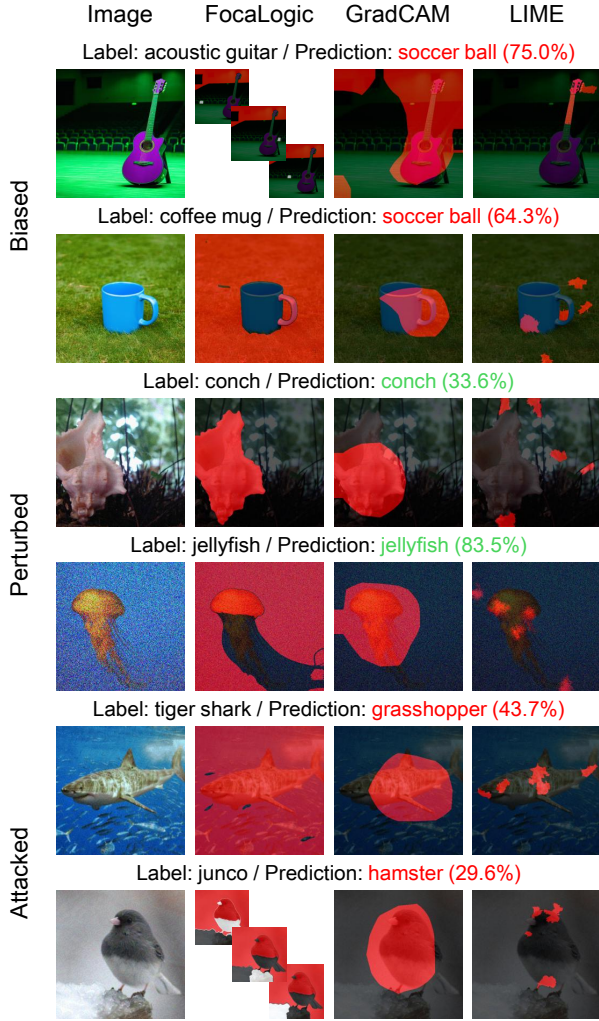 Image FocaLogic GradCAM LIME
Label: acoustic guitar / Prediction: soccer ball (75.0%)
Biased
Label: coffee mug / Prediction: soccer ball (64.3%)
Label: conch / Prediction: conch (33.6%)
Perturbed
Label: jellyfish / Prediction: jellyfish (83.5%)
Label: tiger shark / Prediction: grasshopper (43.7%)
Attacked
Label: junco / Prediction: hamster (29.6%)